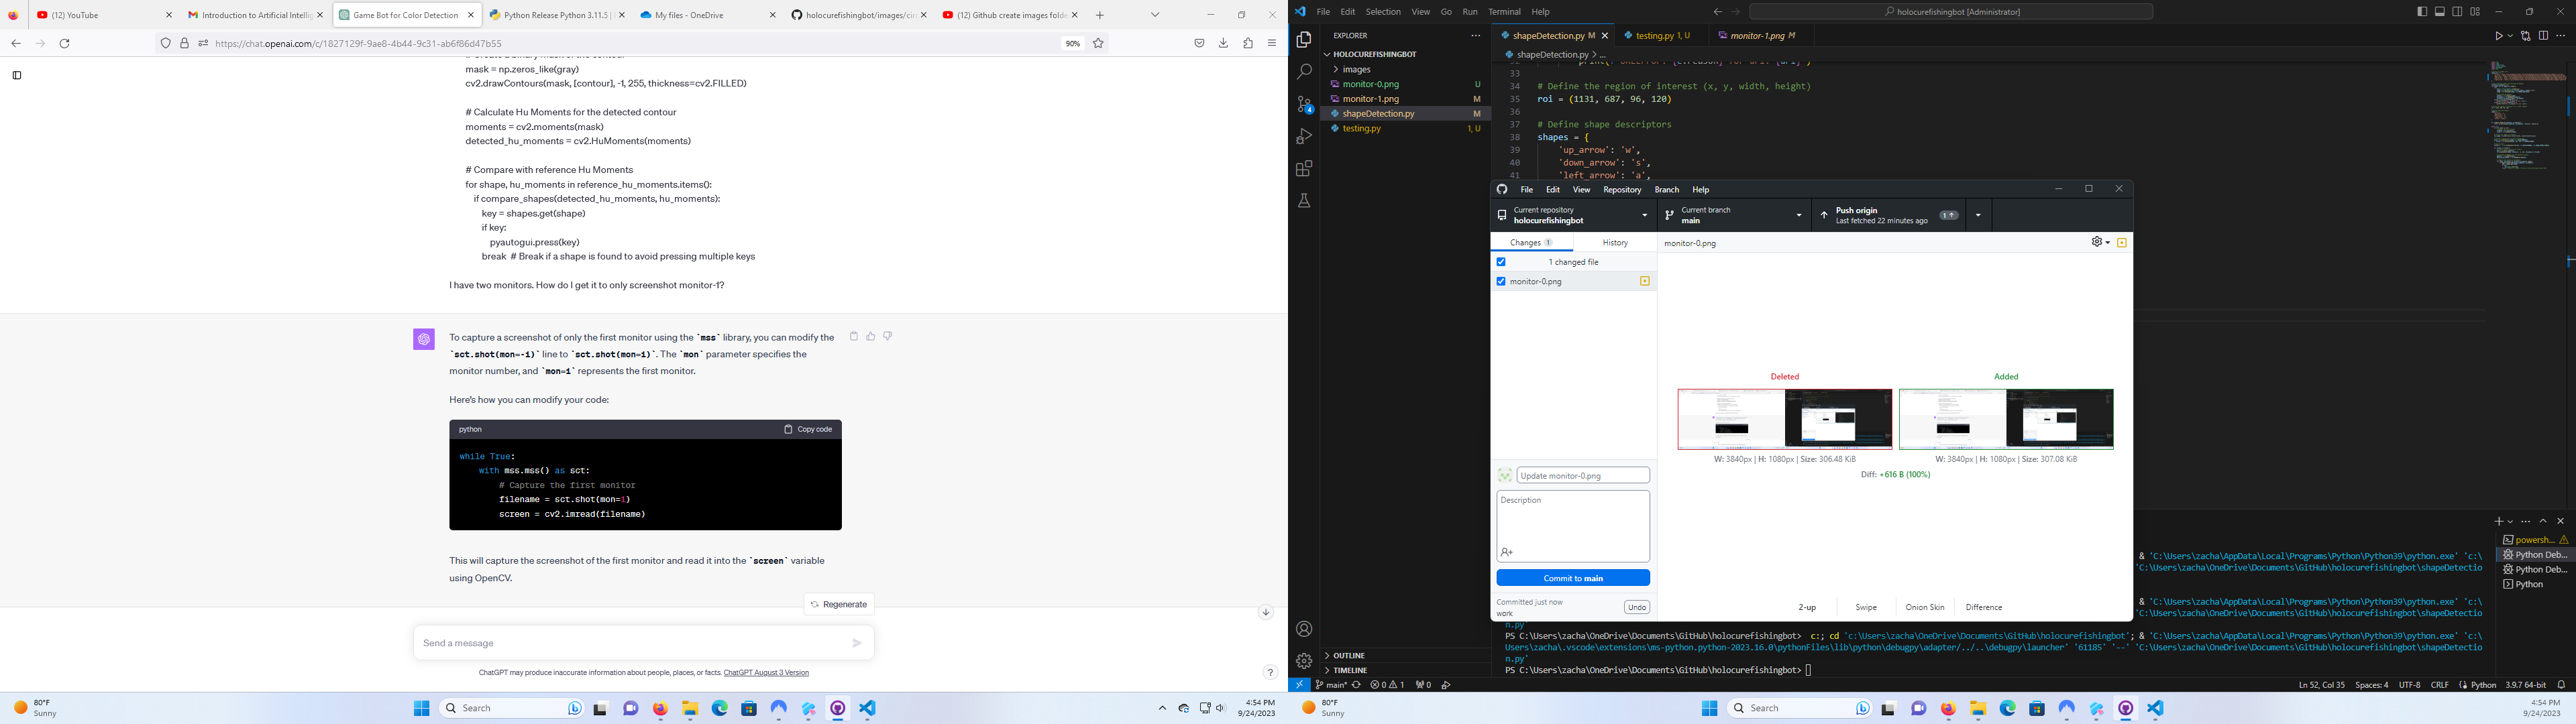 (12) YouTube
Introduction to Artificial Intellig
Game Bot for Color Detection
Python Release Python 3.11.5 |
My files - OneDrive
holocurefishingbot/images/cir
(12) Github create images folde
https://chat.openai.com/c/1827129f-9ae8-4b44-9c31-ab6f86d47b55
90%
mask = np.zeros_like(gray)
cv2.drawContours(mask, [contour], -1, 255, thickness=cv2.FILLED)
# Calculate Hu Moments for the detected contour
moments = cv2.moments(mask)
detected_hu_moments = cv2.HuMoments(moments)
# Compare with reference Hu Moments
for shape, hu_moments in reference_hu_moments.items():
if compare_shapes(detected_hu_moments, hu_moments):
key = shapes.get(shape)
if key:
pyautogui.press(key)
break # Break if a shape is found to avoid pressing multiple keys
I have two monitors. How do I get it to only screenshot monitor-1?
To capture a screenshot of only the first monitor using the `mss` library, you can modify the
`sct.shot(mon=-1)` line to `sct.shot(mon=1)`. The `mon` parameter specifies the
monitor number, and `mon=1` represents the first monitor.
Here's how you can modify your code:
python
Copy code
while True:
with mss.mss() as sct:
# Capture the first monitor
filename = sct.shot(mon=1)
screen = cv2.imread(filename)
This will capture the screenshot of the first monitor and read it into the `screen` variable
using OpenCV.
Regenerate
Send a message
ChatGPT may produce inaccurate information about people, places, or facts. ChatGPT August 3 Version
?
80°F
Sunny
Search
4:54 PM
9/24/2023
File Edit Selection View Go Run Terminal Help
holocurefishingbot [Administrator]
EXPLORER
HOLOCUREFISHINGBOT
images
monitor-0.png U
monitor-1.png M
shapeDetection.py M
testing.py 1, U
4
OUTLINE
TIMELINE
shapeDetection.py M
testing.py 1, U
monitor-1.png M
shapeDetection.py > ...
33
34 # Define the region of interest (x, y, width, height)
35 roi = (1131, 687, 96, 120)
36
37 # Define shape descriptors
38 shapes = {
39 'up_arrow': 'w',
40 'down_arrow': 's',
41 'left_arrow': 'a',
File Edit View Repository Branch Help
Current repository
holocurefishingbot
Current branch
main
Push origin
Last fetched 22 minutes ago
1
Changes 1
History
monitor-0.png
1 changed file
monitor-0.png
Deleted
Added
W: 3840px | H: 1080px | Size: 306.48 KiB
W: 3840px | H: 1080px | Size: 307.08 KiB
Diff: +616 B (100%)
Update monitor-0.png
Description
Commit to main
Committed just now
work
Undo
2-up
Swipe
Onion Skin
Difference
& 'C:\Users\zacha\AppData\Local\Programs\Python\Python39\python.exe' 'c:\
'C:\Users\zacha\OneDrive\Documents\GitHub\holocurefishingbot\shapeDetectio
& 'C:\Users\zacha\AppData\Local\Programs\Python\Python39\python.exe' 'c:\
'C:\Users\zacha\OneDrive\Documents\GitHub\holocurefishingbot\shapeDetectio
n.py'
PS C:\Users\zacha\OneDrive\Documents\GitHub\holocurefishingbot> c:; cd 'c:\Users\zacha\OneDrive\Documents\GitHub\holocurefishingbot'; & 'C:\Users\zacha\AppData\Local\Programs\Python\Python39\python.exe' 'c:\
Users\zacha\.vscode\extensions\ms-python.python-2023.16.0\pythonFiles\lib\python\debugpy\adapter/../..\debugpy\launcher' '61185' '--' 'C:\Users\zacha\OneDrive\Documents\GitHub\holocurefishingbot\shapeDetectio
n.py'
PS C:\Users\zacha\OneDrive\Documents\GitHub\holocurefishingbot>
powersh...
Python Deb...
Python Deb...
Python
main* 0 1 0
Ln 52, Col 35 Spaces: 4 UTF-8 CRLF Python 3.9.7 64-bit
80°F
Sunny
Search
4:54 PM
9/24/2023